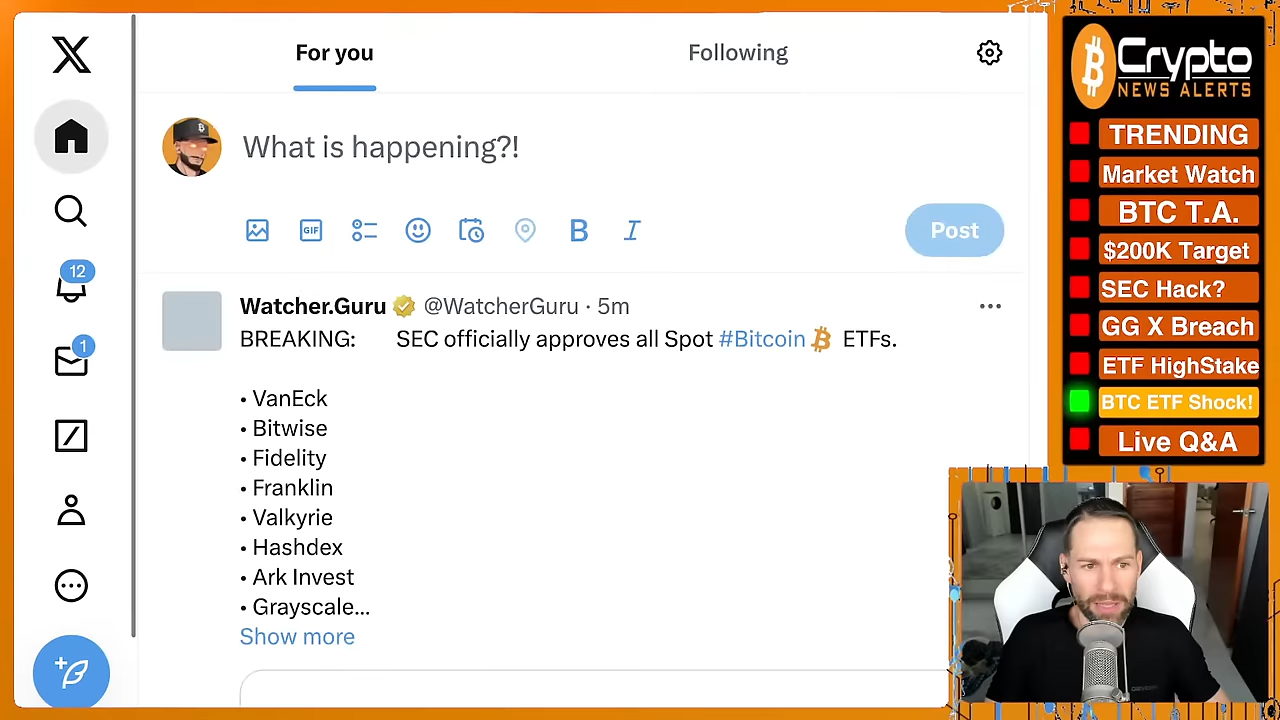 For you
Following
What is happening?!
GIF
B
I
Post
12
1
Watcher.Guru @WatcherGuru · 5m
BREAKING: SEC officially approves all Spot #Bitcoin ETFs.
• VanEck
• Bitwise
• Fidelity
• Franklin
• Valkyrie
• Hashdex
• Ark Invest
• Grayscale...
Show more
Crypto
NEWS ALERTS
TRENDING
Market Watch
BTC T.A.
$200K Target
SEC Hack?
GG X Breach
ETF HighStake
BTC ETF Shock!
Live Q&A